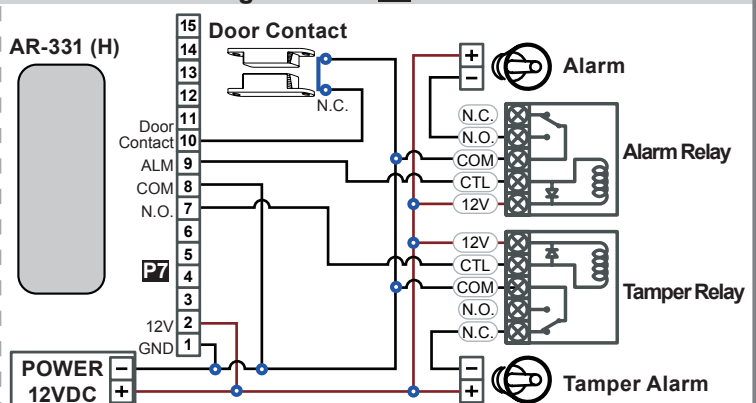 AR-331 (H)
Door Contact
15
14
13
12
11
10
9
8
7
6
5
4
3
2
1
Door
Contact
ALM
COM
N.O.
P7
12V
GND
N.C.
POWER
12VDC
−
+
+
−
Alarm
N.C.
N.O.
COM
CTL
12V
Alarm Relay
12V
CTL
COM
N.O.
N.C.
Tamper Relay
−
+
Tamper Alarm